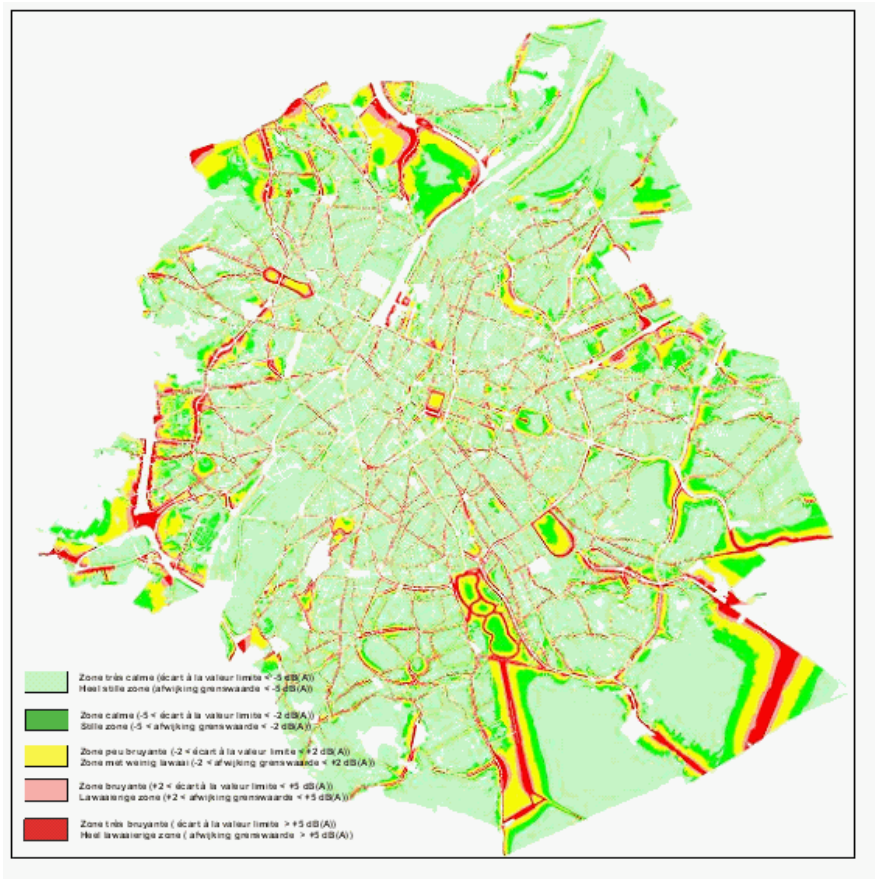 Zone très calme (écart à la valeur limite < -5 dB(A))
Heel stille zone (afwijking grenswaarde < -5 dB(A))
Zone calme (-5 < écart à la valeur limite < -2 dB(A))
Stille zone (-5 < afwijking grenswaarde < -2 dB(A))
Zone peu bruyante (-2 < écart à la valeur limite < +2 dB(A))
Zone met weinig lawaai (-2 < afwijking grenswaarde < +2 dB(A))
Zone bruyante (+2 < écart à la valeur limite < +5 dB(A))
Lawaaierige zone (+2 < afwijking grenswaarde < +5 dB(A))
Zone très bruyante ( écart à la valeur limite > +5 dB(A))
Heel lawaaierige zone ( afwijking grenswaarde > +5 dB(A))